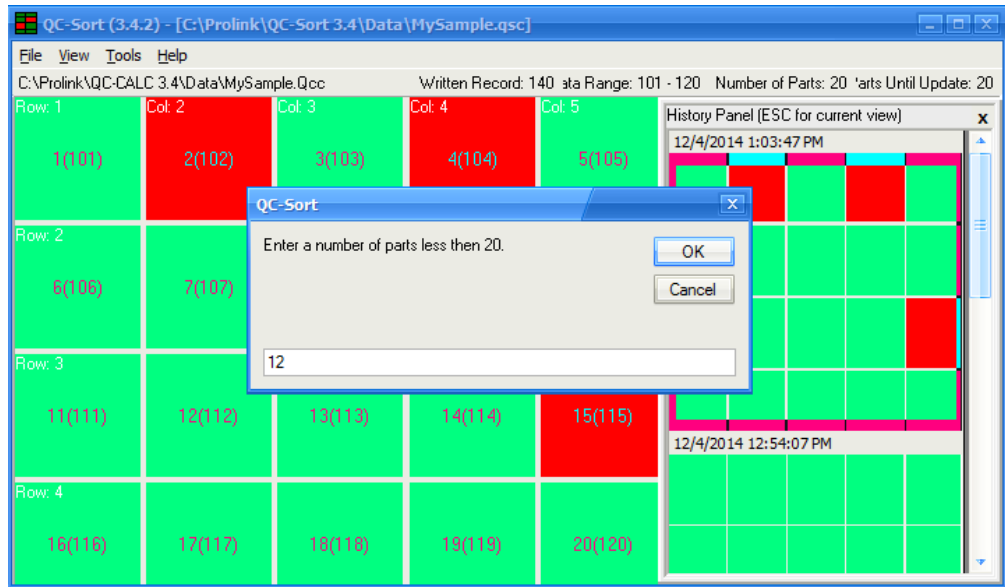 QC-Sort (3.4.2) - [C:\Prolink\QC-Sort 3.4\Data\MySample.qsc]
File View Tools Help
C:\Prolink\QC-CALC 3.4\Data\MySample.Qcc Written Record: 140 ata Range: 101 - 120 Number of Parts: 20 'arts Until Update: 20
Row: 1 Col: 2 Col: 3 Col: 4 Col: 5
1(101) 2(102) 3(103) 4(104) 5(105)
History Panel (ESC for current view) x
12/4/2014 1:03:47 PM
QC-Sort
Enter a number of parts less then 20.
OK
Cancel
12
Row: 2
6(106) 7(107)
Row: 3
11(111) 12(112) 13(113) 14(114) 15(115)
12/4/2014 12:54:07 PM
Row: 4
16(116) 17(117) 18(118) 19(119) 20(120)